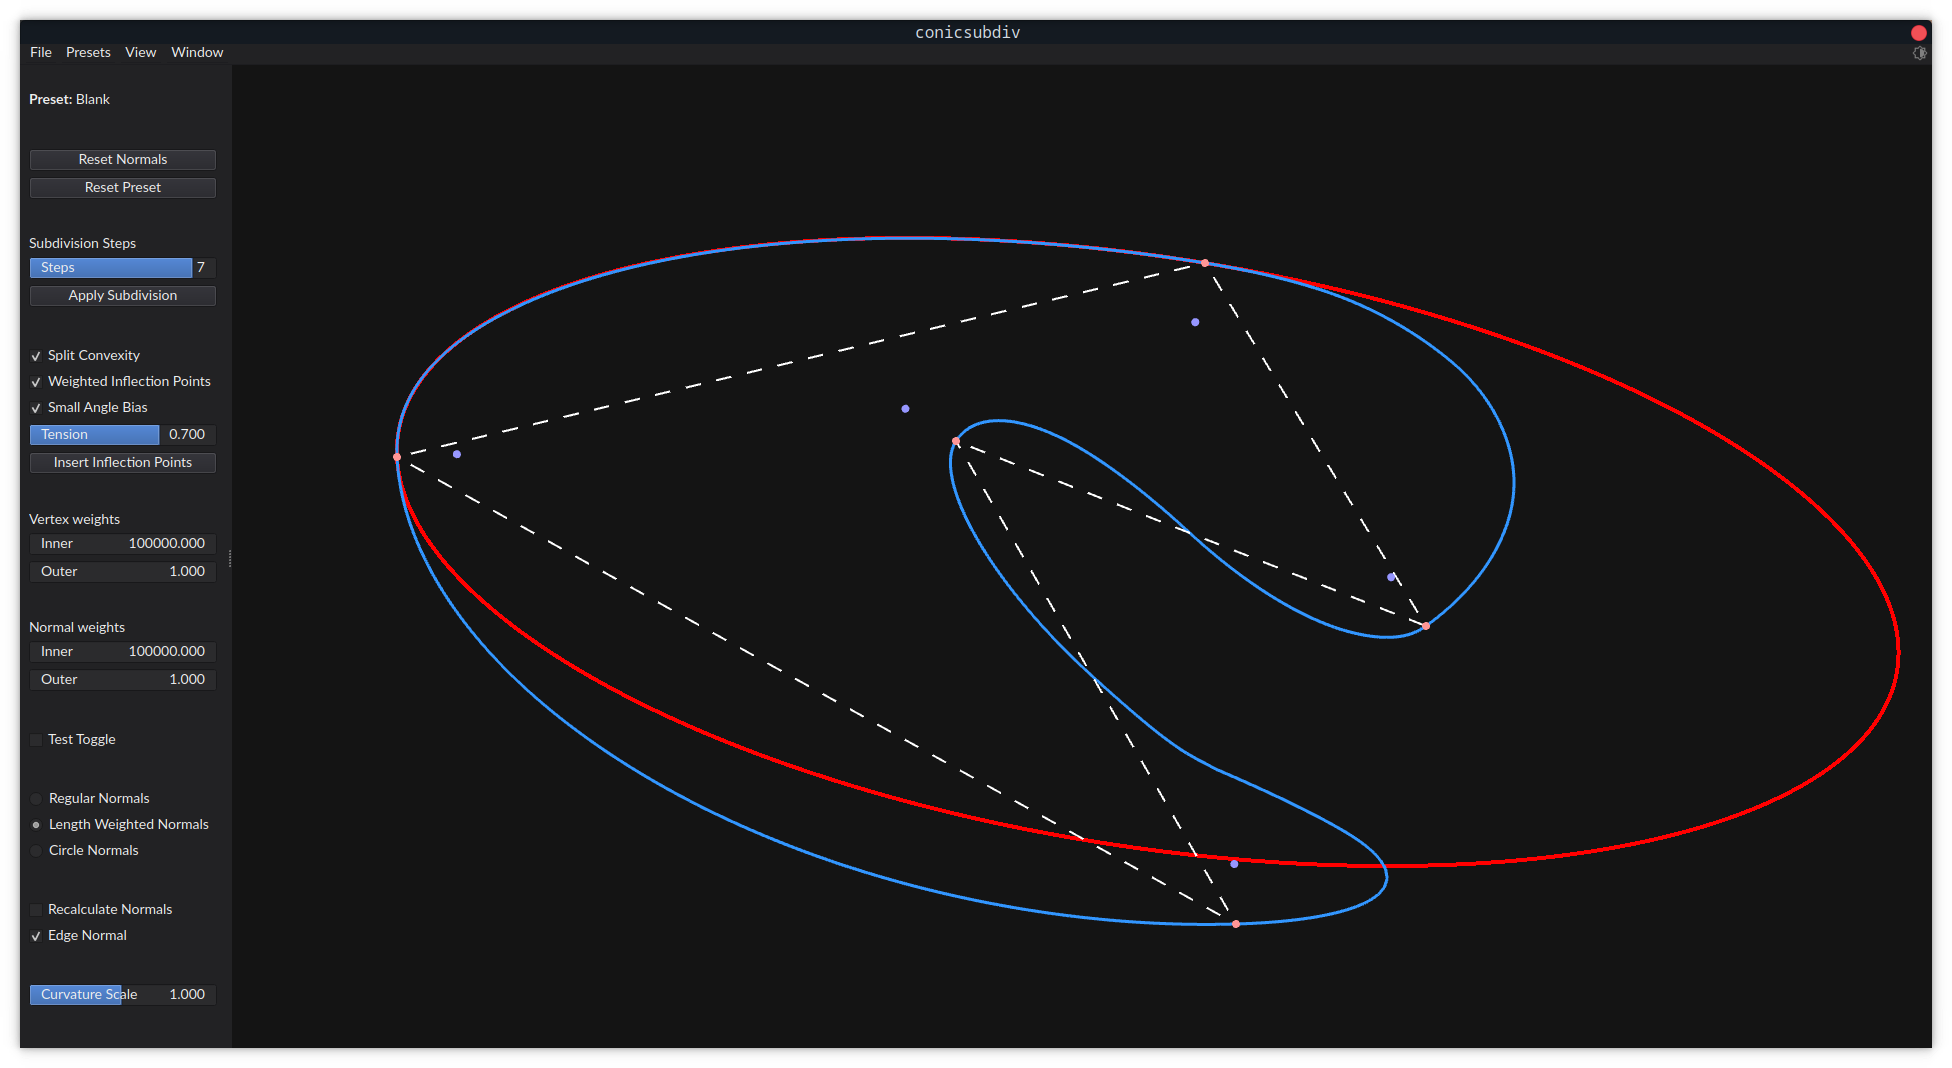 conicsubdiv
File Presets View Window
Preset: Blank
Reset Normals
Reset Preset
Subdivision Steps
Steps 7
Apply Subdivision
Split Convexity
Weighted Inflection Points
Small Angle Bias
Tension 0.700
Insert Inflection Points
Vertex weights
Inner 100000.000
Outer 1.000
Normal weights
Inner 100000.000
Outer 1.000
Test Toggle
Regular Normals
Length Weighted Normals
Circle Normals
Recalculate Normals
Edge Normal
Curvature Scale 1.000